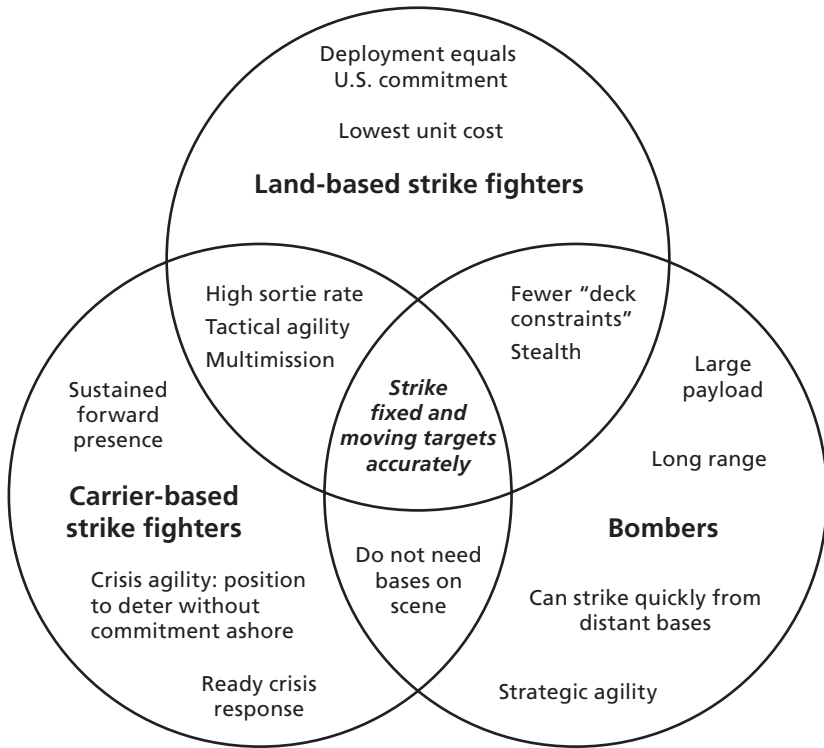 Deployment equals
U.S. commitment
Lowest unit cost
Land-based strike fighters
High sortie rate
Tactical agility
Multimission
Fewer “deck
constraints”
Stealth
Large
payload
Sustained
forward
presence
Strike
fixed and
moving targets
accurately
Long range
Carrier-based
strike fighters
Bombers
Do not need
bases on
scene
Crisis agility: position
to deter without
commitment ashore
Can strike quickly from
distant bases
Ready crisis
response
Strategic agility